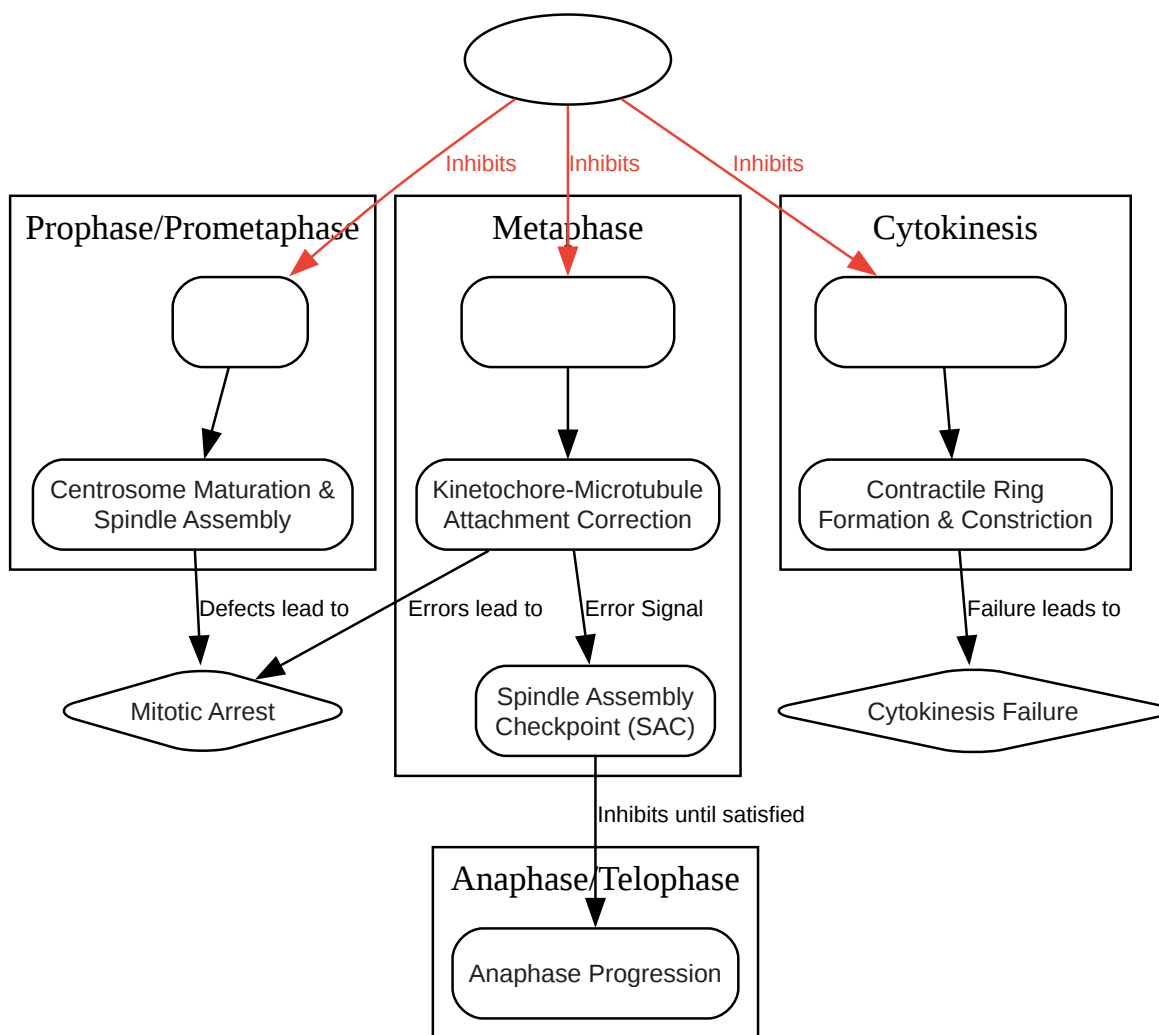 Inhibits
Inhibits
Inhibits
Prophase/Prometaphase
Metaphase
Cytokinesis
Centrosome Maturation &
Spindle Assembly
Kinetochore-Microtubule
Attachment Correction
Contractile Ring
Formation & Constriction
Defects lead to
Errors lead to
Error Signal
Failure leads to
Mitotic Arrest
Spindle Assembly
Checkpoint (SAC)
Cytokinesis Failure
Inhibits until satisfied
Anaphase/Telophase
Anaphase Progression